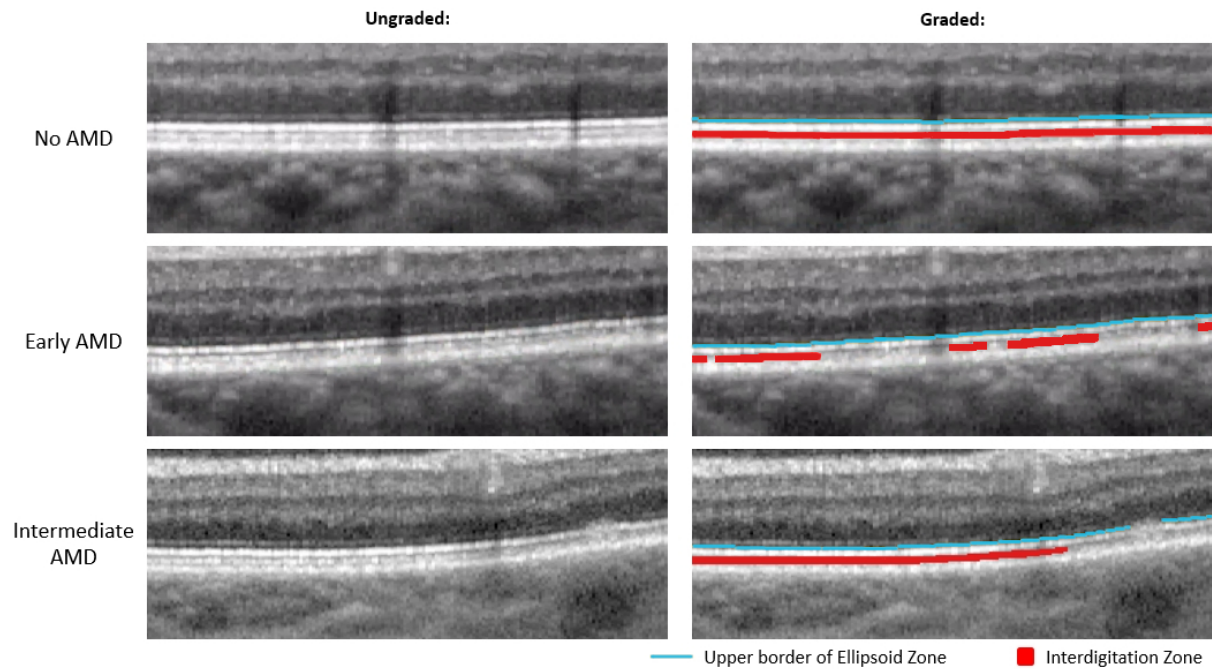 Ungraded:
Graded:
No AMD
Early AMD
Intermediate
AMD
Upper border of Ellipsoid Zone
Interdigitation Zone